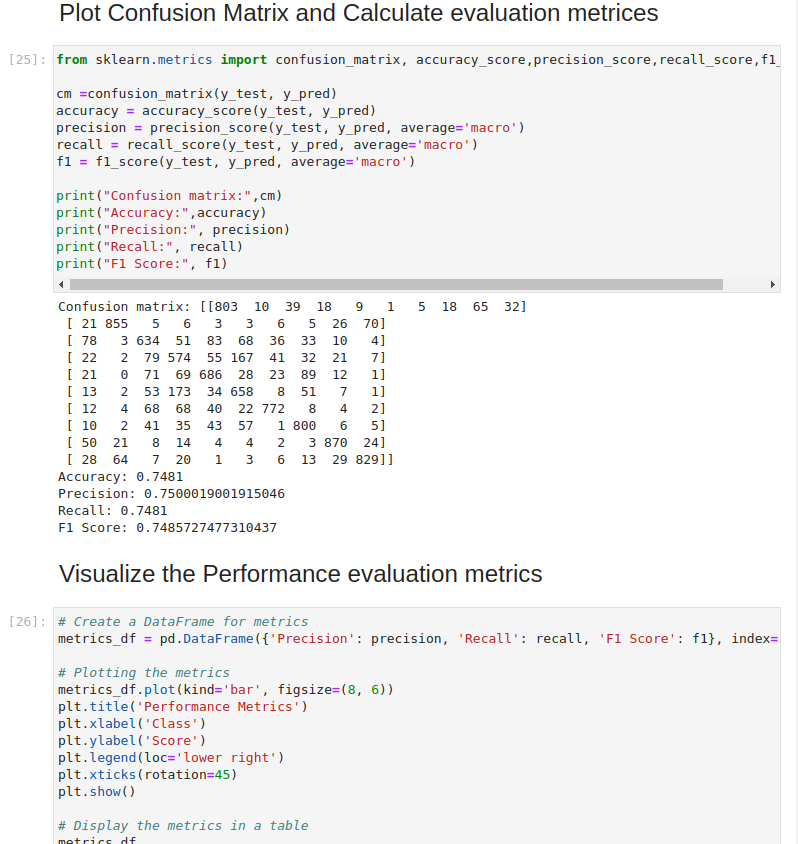 Plot Confusion Matrix and Calculate evaluation metrices
[25]: from sklearn.metrics import confusion_matrix, accuracy_score,precision_score,recall_score,f1_
cm =confusion_matrix(y_test, y_pred)
accuracy = accuracy_score(y_test, y_pred)
precision = precision_score(y_test, y_pred, average='macro')
recall = recall_score(y_test, y_pred, average='macro')
f1 = f1_score(y_test, y_pred, average='macro')
print("Confusion matrix:",cm)
print("Accuracy:",accuracy)
print("Precision:", precision)
print("Recall:", recall)
print("F1 Score:", f1)
Confusion matrix: [[803  10  39  18   9   1   5  18  65  32]
 [ 21 855   5   6   3   3   6   5  26  70]
 [ 78   3 634  51  83  68  36  33  10   4]
 [ 22   2  79 574  55 167  41  32  21   7]
 [ 21   0  71  69 686  28  23  89  12   1]
 [ 13   2  53 173  34 658   8  51   7   1]
 [ 12   4  68  68  40  22 772   8   4   2]
 [ 10   2  41  35  43  57   1 800   6   5]
 [ 50  21   8  14   4   4   2   3 870  24]
 [ 28  64   7  20   1   3   6  13  29 829]]
Accuracy: 0.7481
Precision: 0.7500019001915046
Recall: 0.7481
F1 Score: 0.7485727477310437
Visualize the Performance evaluation metrics
[26]: # Create a DataFrame for metrics
metrics_df = pd.DataFrame({'Precision': precision, 'Recall': recall, 'F1 Score': f1}, index=
# Plotting the metrics
metrics_df.plot(kind='bar', figsize=(8, 6))
plt.title('Performance Metrics')
plt.xlabel('Class')
plt.ylabel('Score')
plt.legend(loc='lower right')
plt.xticks(rotation=45)
plt.show()
# Display the metrics in a table
metrics_df